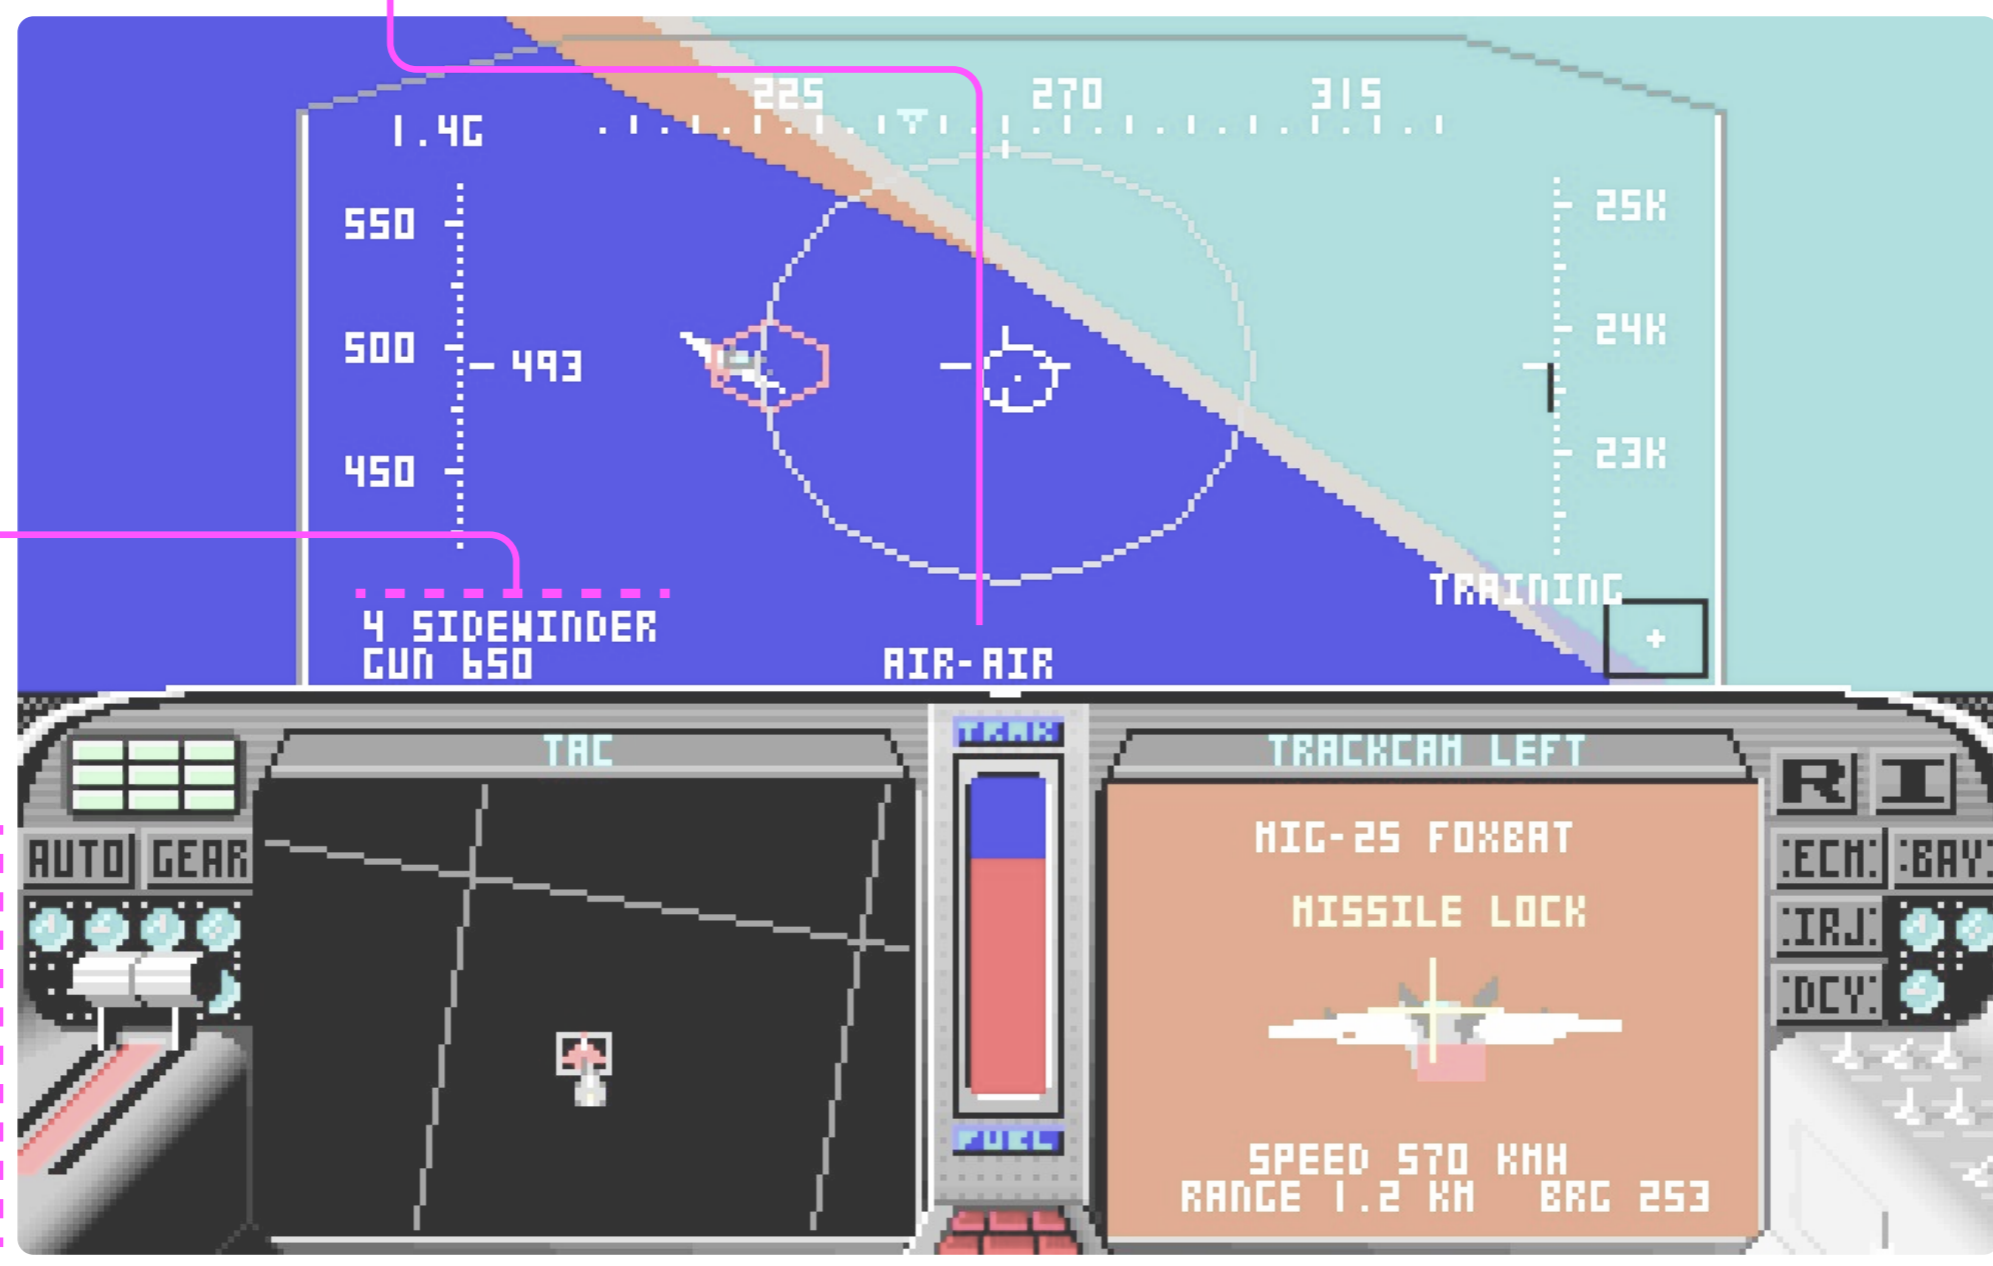 225 270 315
1.4G
550
500
493
450
25K
24K
23K
TRAINING
4 SIDEWINDER
GUN 650
AIR-AIR
TAC
TRACKCAM LEFT
R I
AUTO GEAR
:ECM: :BAY:
:IRJ:
:DCY:
MIG-25 FOXBAT
MISSILE LOCK
SPEED 570 KMH
RANGE 1.2 KM BRG 253
FUEL